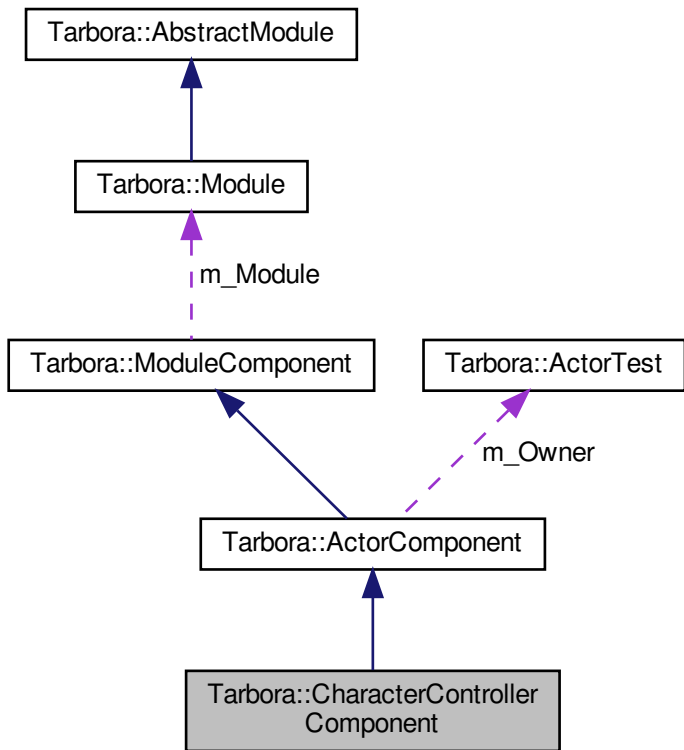 Tarbora::AbstractModule
Tarbora::Module
m_Module
Tarbora::ModuleComponent
Tarbora::ActorTest
m_Owner
Tarbora::ActorComponent
Tarbora::CharacterController
Component